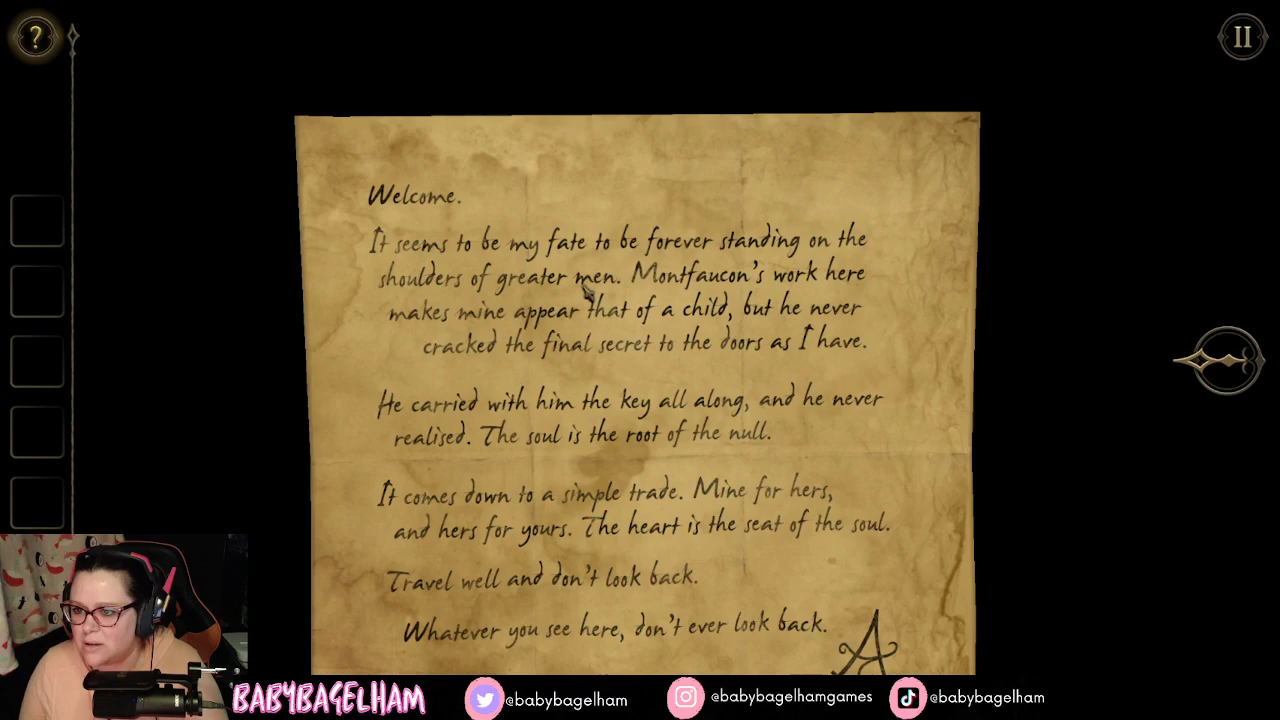 ?
II
Welcome.
It seems to be my fate to be forever standing on the
shoulders of greater men. Montfaucon's work here
makes mine appear that of a child, but he never
cracked the final secret to the doors as I have.
He carried with him the key all along, and he never
realised. The soul is the root of the null.
It comes down to a simple trade. Mine for hers,
and hers for yours. The heart is the seat of the soul.
Travel well and don't look back.
Whatever you see here, don't ever look back.
A
BABYBAGELHAM
@babybagelham
@babybagelhamgames
@babybagelham